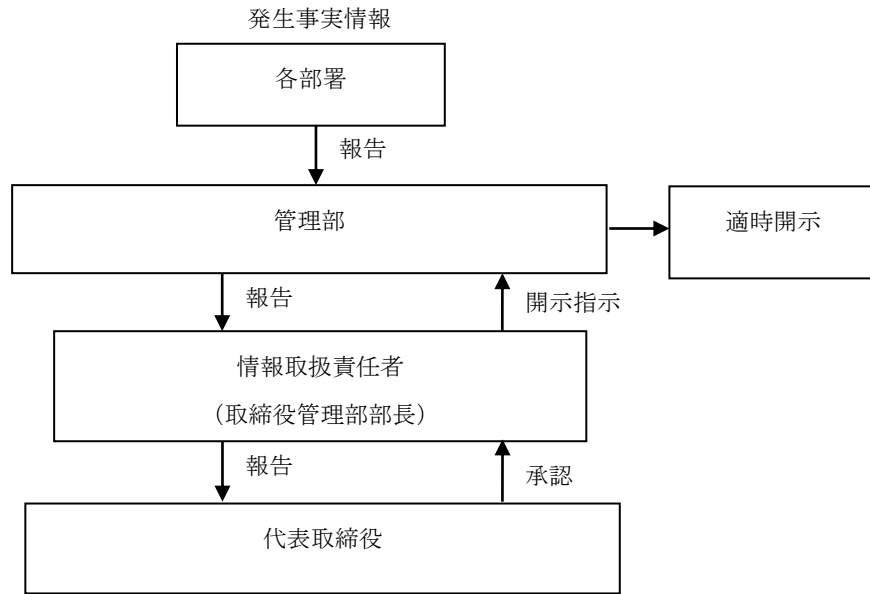 発生事実情報
各部署
報告
管理部
適時開示
報告
開示指示
情報取扱責任者
（取締役管理部部長）
報告
承認
代表取締役